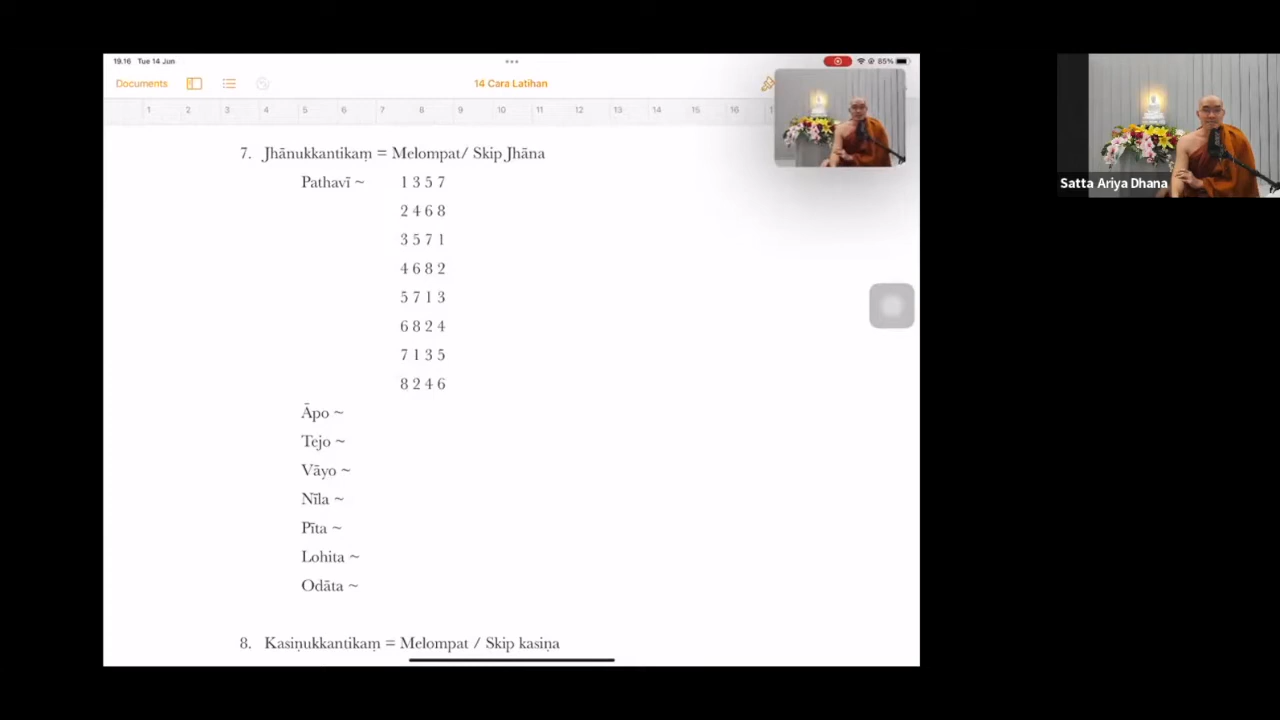 19.16 Tue 14 Jun
85%
Documents
14 Cara Latihan
1 2 3 4 5 6 7 8 9 10 11 12 13 14 15 16 17
7. Jhānukkantikaṃ = Melompat/ Skip Jhāna
Pathavī ~ 1 3 5 7
2 4 6 8
3 5 7 1
4 6 8 2
5 7 1 3
6 8 2 4
7 1 3 5
8 2 4 6
Āpo ~
Tejo ~
Vāyo ~
Nīla ~
Pīta ~
Lohita ~
Odāta ~
8. Kasiṇukkantikaṃ = Melompat / Skip kasiṇa
Satta Ariya Dhana